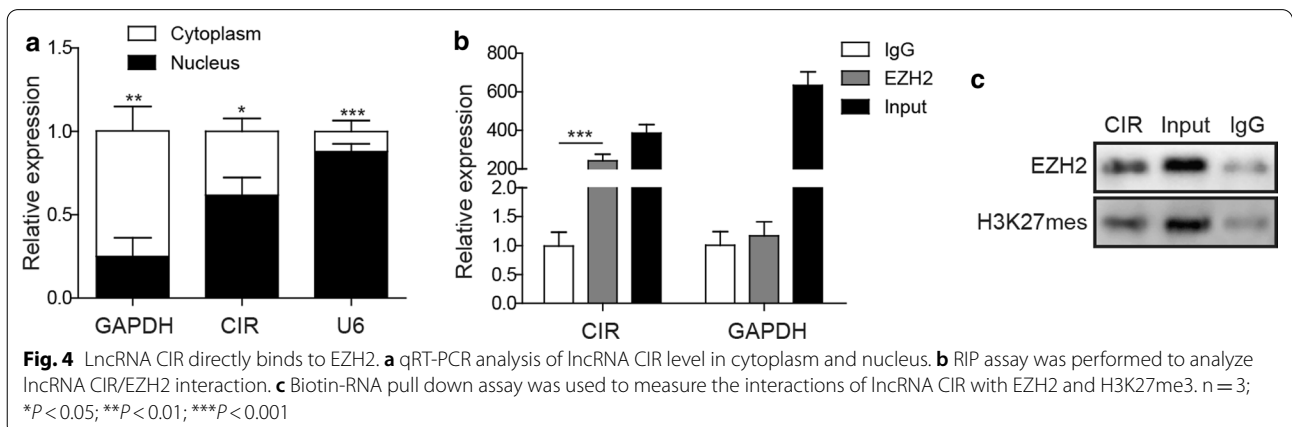 a
Cytoplasm
Nucleus
1.5
1.0
0.5
0.0
Relative expression
**
*
***
GAPDH CIR U6
b
IgG
EZH2
Input
800
600
400
200
2.0
1.5
1.0
0.5
0.0
Relative expression
***
CIR GAPDH
c
CIR Input IgG
EZH2
H3K27mes
Fig. 4 LncRNA CIR directly binds to EZH2. a qRT-PCR analysis of lncRNA CIR level in cytoplasm and nucleus. b RIP assay was performed to analyze
lncRNA CIR/EZH2 interaction. c Biotin-RNA pull down assay was used to measure the interactions of lncRNA CIR with EZH2 and H3K27me3. n = 3;
*P < 0.05; **P < 0.01; ***P < 0.001